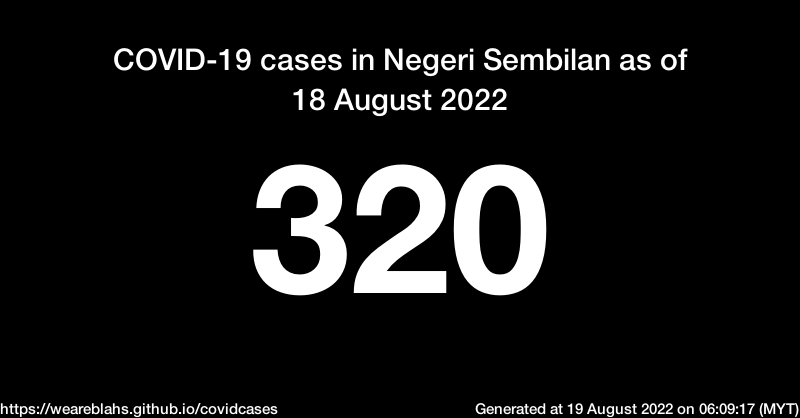 COVID-19 cases in Negeri Sembilan as of
18 August 2022
320
https://weareblahs.github.io/covidcases
Generated at 19 August 2022 on 06:09:17 (MYT)